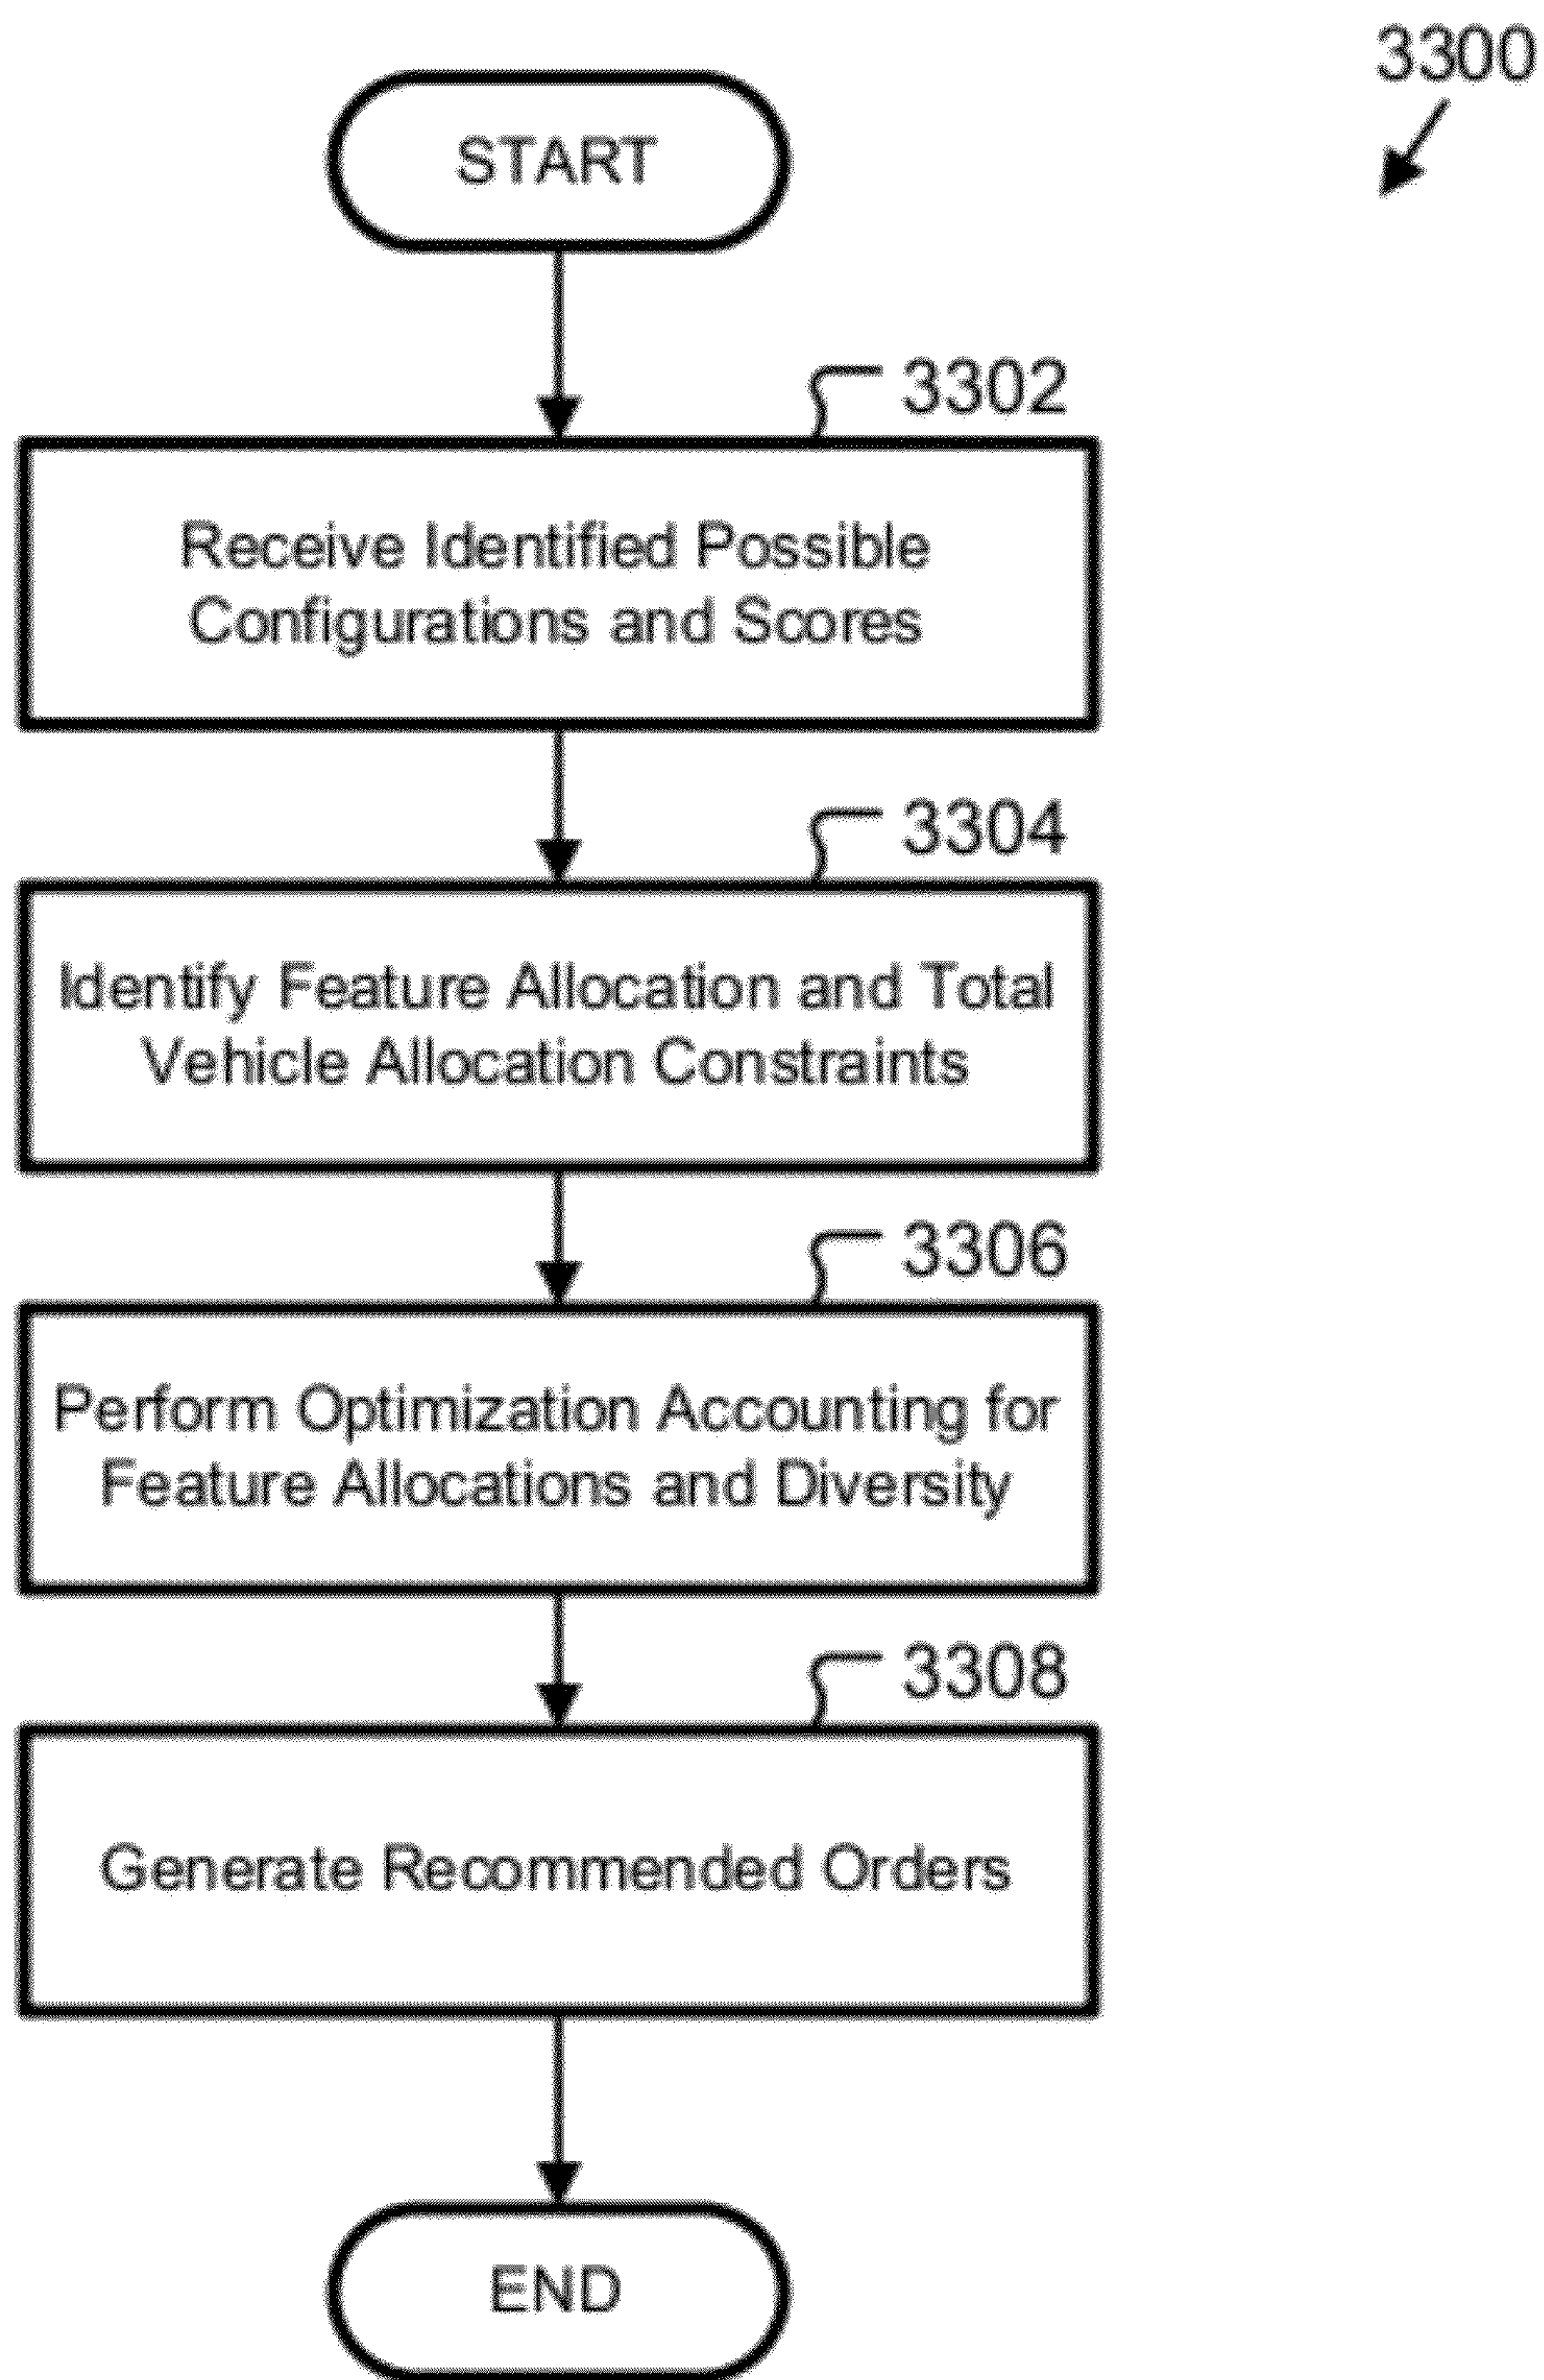 3300
START
3302
Receive Identified Possible
Configurations and Scores
3304
Identify Feature Allocation and Total
Vehicle Allocation Constraints
3306
Perform Optimization Accounting for
Feature Allocations and Diversity
3308
Generate Recommended Orders
END